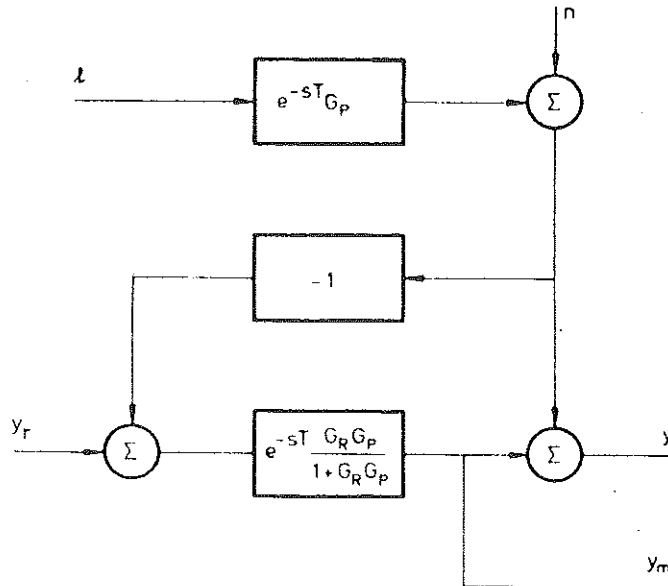 n
l
e^{-sT} G_P
Σ
-1
y_r
Σ
e^{-sT} \frac{G_R G_P}{1 + G_R G_P}
Σ
y_m